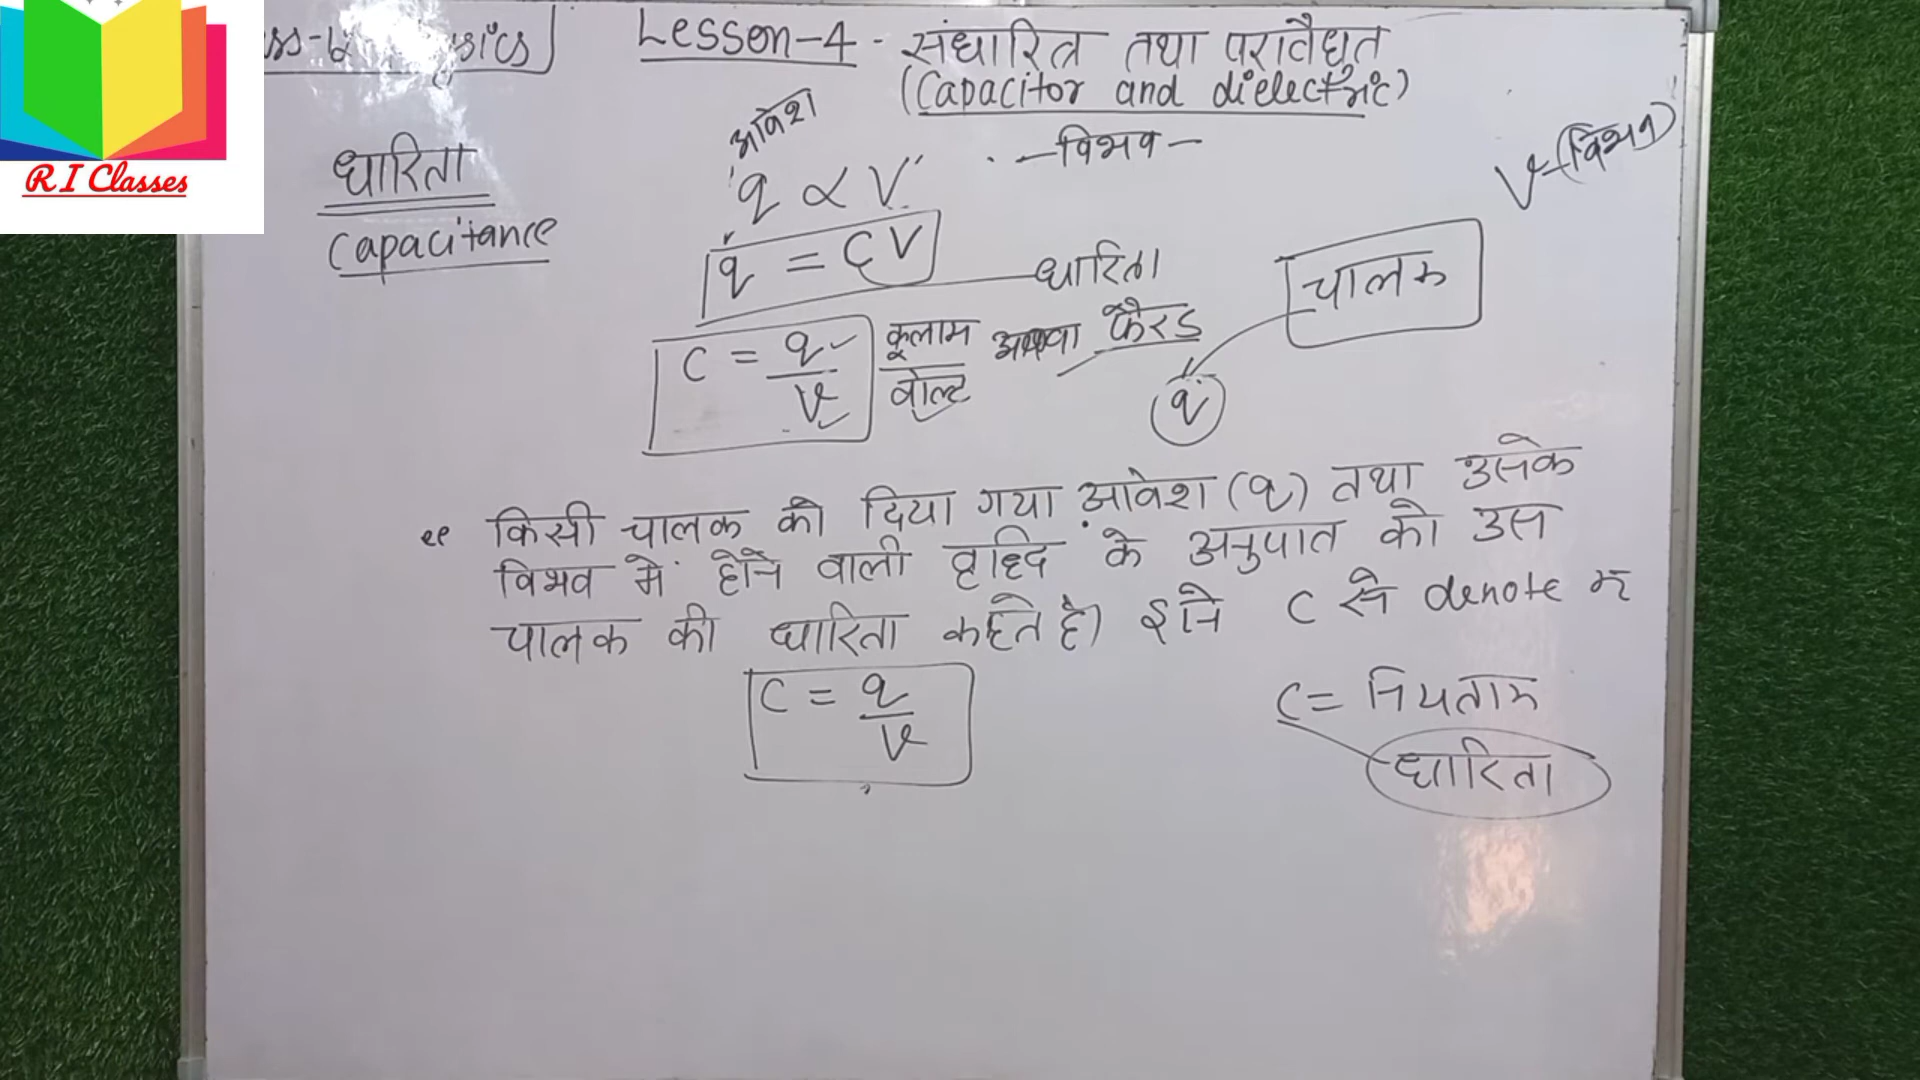 Lesson-4 - संधारित्र तथा परावैद्युत
(Capacitor and dielectric)
R I Classes
धारिता
Capacitance
आवेश
q ∝ V
—विभव—
V-(विभव)
q = CV
धारिता
चालक
C = q/V कूलाम/वोल्ट अथवा फैरड
q
किसी चालक को दिया गया आवेश (q) तथा उसके
विभव में होने वाली वृद्धि के अनुपात को उस
चालक की धारिता कहते है। इसे C से denote क
C = q/V
C = नियतांक
धारिता